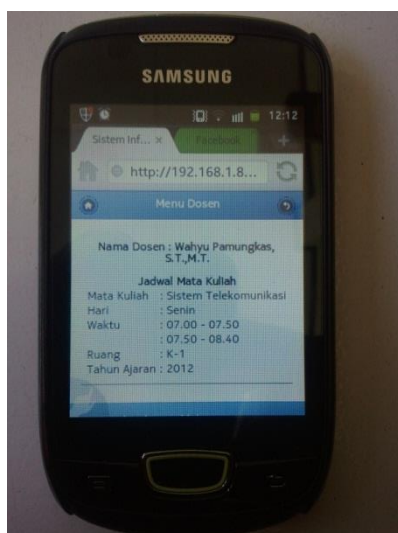 SAMSUNG
12:12
Sistem Inf... × Facebook +
http://192.168.1.8...
Menu Dosen
Nama Dosen : Wahyu Pamungkas,
S.T.,M.T.
Jadwal Mata Kuliah
Mata Kuliah : Sistem Telekomunikasi
Hari : Senin
Waktu : 07.00 - 07.50
: 07.50 - 08.40
Ruang : K-1
Tahun Ajaran : 2012